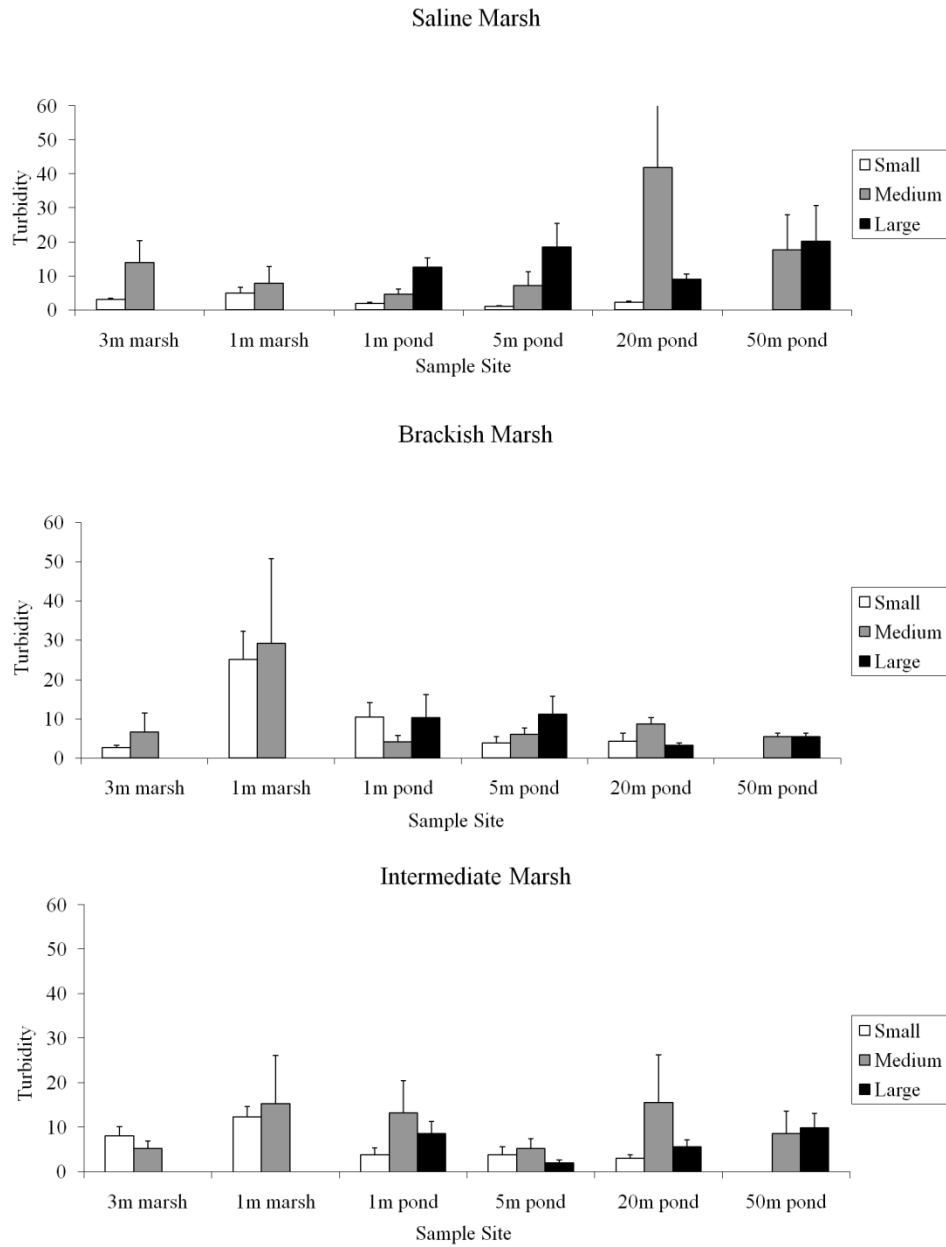 Saline Marsh
60
50
40
30
20
10
0
Turbidity
3m marsh 1m marsh 1m pond 5m pond 20m pond 50m pond
Sample Site
Small
Medium
Large
Brackish Marsh
60
50
40
30
20
10
0
Turbidity
3m marsh 1m marsh 1m pond 5m pond 20m pond 50m pond
Sample Site
Small
Medium
Large
Intermediate Marsh
60
50
40
30
20
10
0
Turbidity
3m marsh 1m marsh 1m pond 5m pond 20m pond 50m pond
Sample Site
Small
Medium
Large